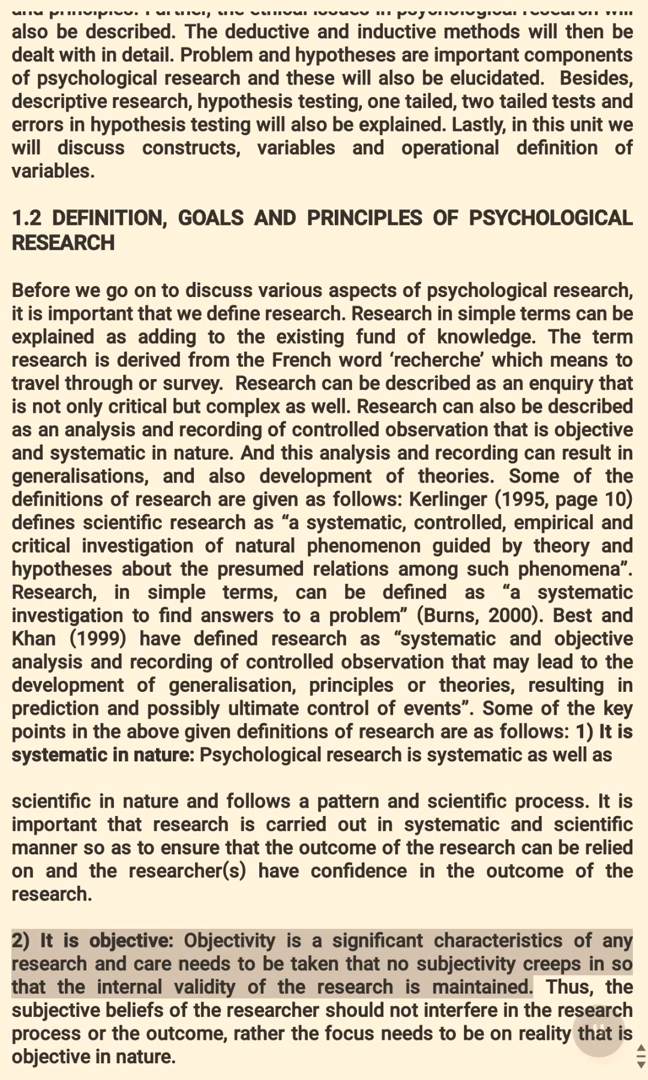 and principles. Further, the ethical issues in psychological research will
also be described. The deductive and inductive methods will then be
dealt with in detail. Problem and hypotheses are important components
of psychological research and these will also be elucidated. Besides,
descriptive research, hypothesis testing, one tailed, two tailed tests and
errors in hypothesis testing will also be explained. Lastly, in this unit we
will discuss constructs, variables and operational definition of
variables.
1.2 DEFINITION, GOALS AND PRINCIPLES OF PSYCHOLOGICAL
RESEARCH
Before we go on to discuss various aspects of psychological research,
it is important that we define research. Research in simple terms can be
explained as adding to the existing fund of knowledge. The term
research is derived from the French word ‘recherche’ which means to
travel through or survey. Research can be described as an enquiry that
is not only critical but complex as well. Research can also be described
as an analysis and recording of controlled observation that is objective
and systematic in nature. And this analysis and recording can result in
generalisations, and also development of theories. Some of the
definitions of research are given as follows: Kerlinger (1995, page 10)
defines scientific research as “a systematic, controlled, empirical and
critical investigation of natural phenomenon guided by theory and
hypotheses about the presumed relations among such phenomena”.
Research, in simple terms, can be defined as “a systematic
investigation to find answers to a problem” (Burns, 2000). Best and
Khan (1999) have defined research as “systematic and objective
analysis and recording of controlled observation that may lead to the
development of generalisation, principles or theories, resulting in
prediction and possibly ultimate control of events”. Some of the key
points in the above given definitions of research are as follows: 1) It is
systematic in nature: Psychological research is systematic as well as
scientific in nature and follows a pattern and scientific process. It is
important that research is carried out in systematic and scientific
manner so as to ensure that the outcome of the research can be relied
on and the researcher(s) have confidence in the outcome of the
research.
2) It is objective: Objectivity is a significant characteristics of any
research and care needs to be taken that no subjectivity creeps in so
that the internal validity of the research is maintained. Thus, the
subjective beliefs of the researcher should not interfere in the research
process or the outcome, rather the focus needs to be on reality that is
objective in nature.